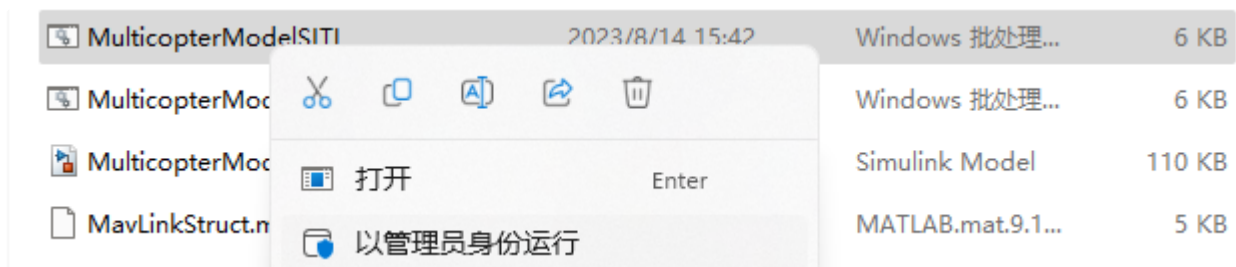 MulticopterModelSITL 2023/8/14 15:42 Windows 批处理... 6 KB
MulticopterMod Windows 批处理... 6 KB
MulticopterMod Simulink Model 110 KB
打开 Enter
MavLinkStruct.m MATLAB.mat.9.1... 5 KB
以管理员身份运行